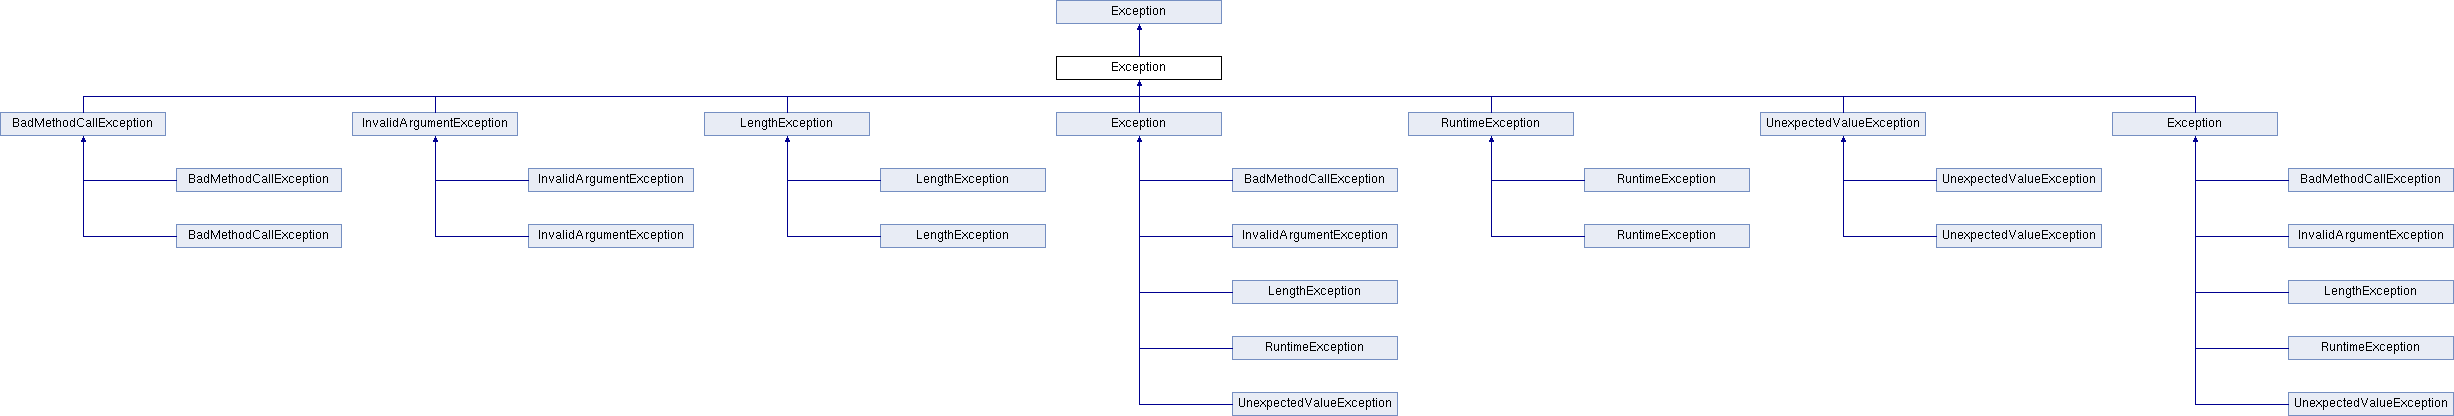 Exception
Exception
BadMethodCallException
InvalidArgumentException
LengthException
Exception
RuntimeException
UnexpectedValueException
Exception
BadMethodCallException
InvalidArgumentException
LengthException
BadMethodCallException
RuntimeException
UnexpectedValueException
BadMethodCallException
BadMethodCallException
InvalidArgumentException
LengthException
InvalidArgumentException
RuntimeException
UnexpectedValueException
InvalidArgumentException
LengthException
LengthException
RuntimeException
RuntimeException
UnexpectedValueException
UnexpectedValueException